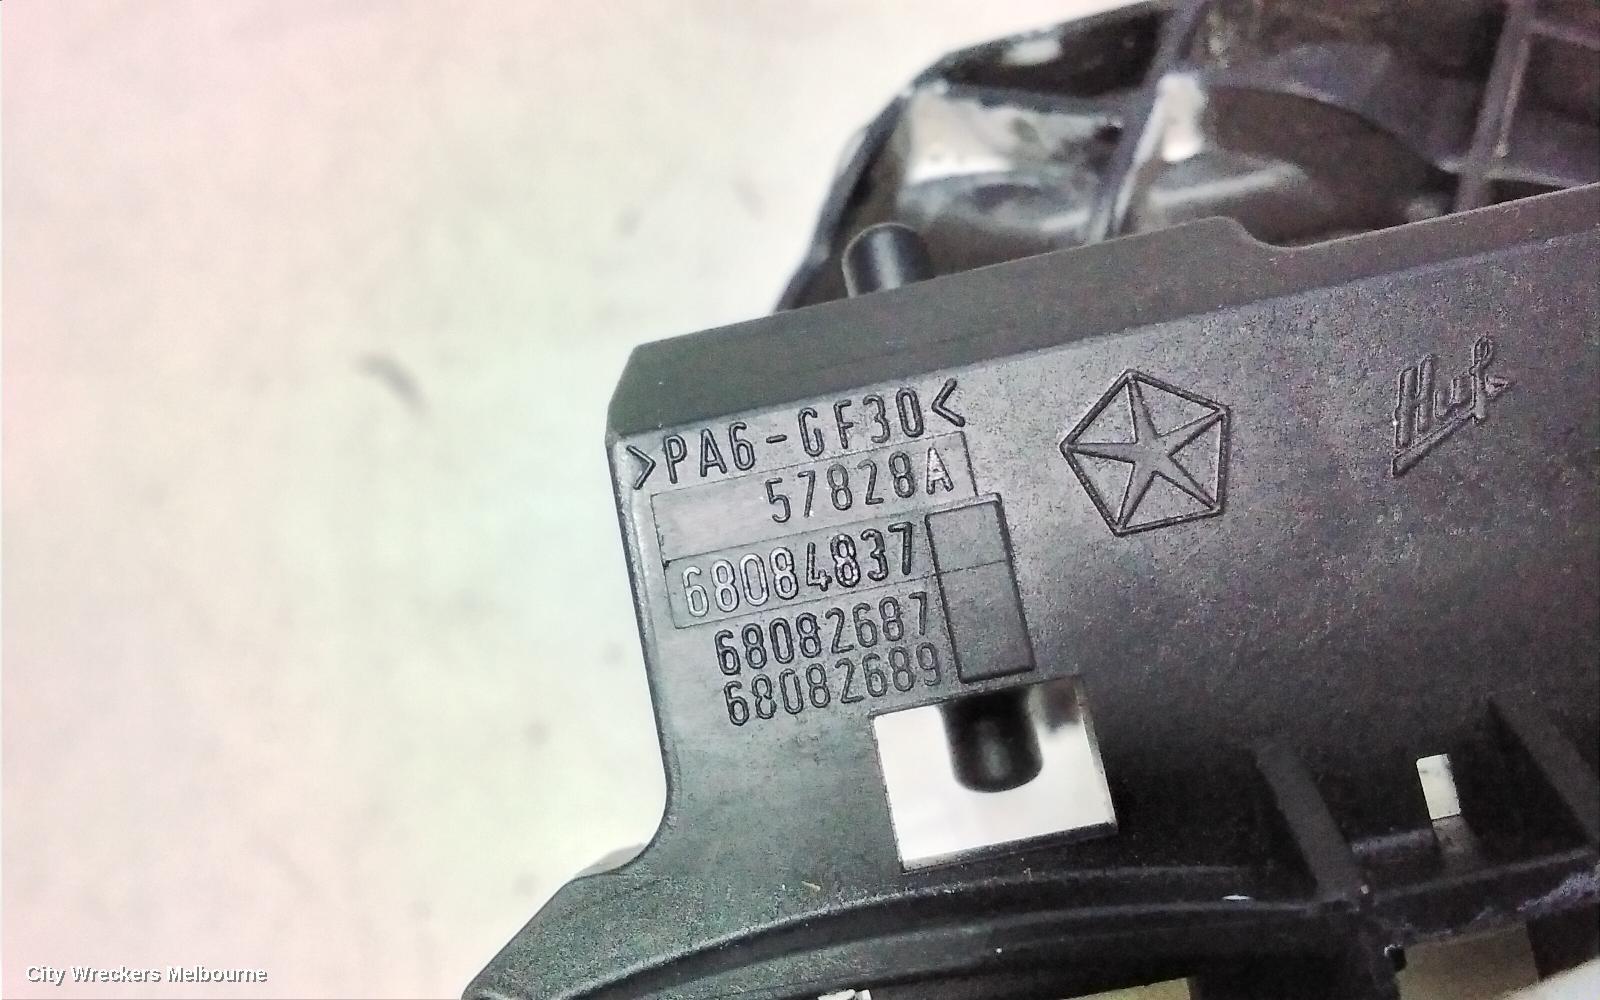 >PA6-GF30<
57828A
68084837
68082687
68082689
Huf
City Wreckers Melbourne